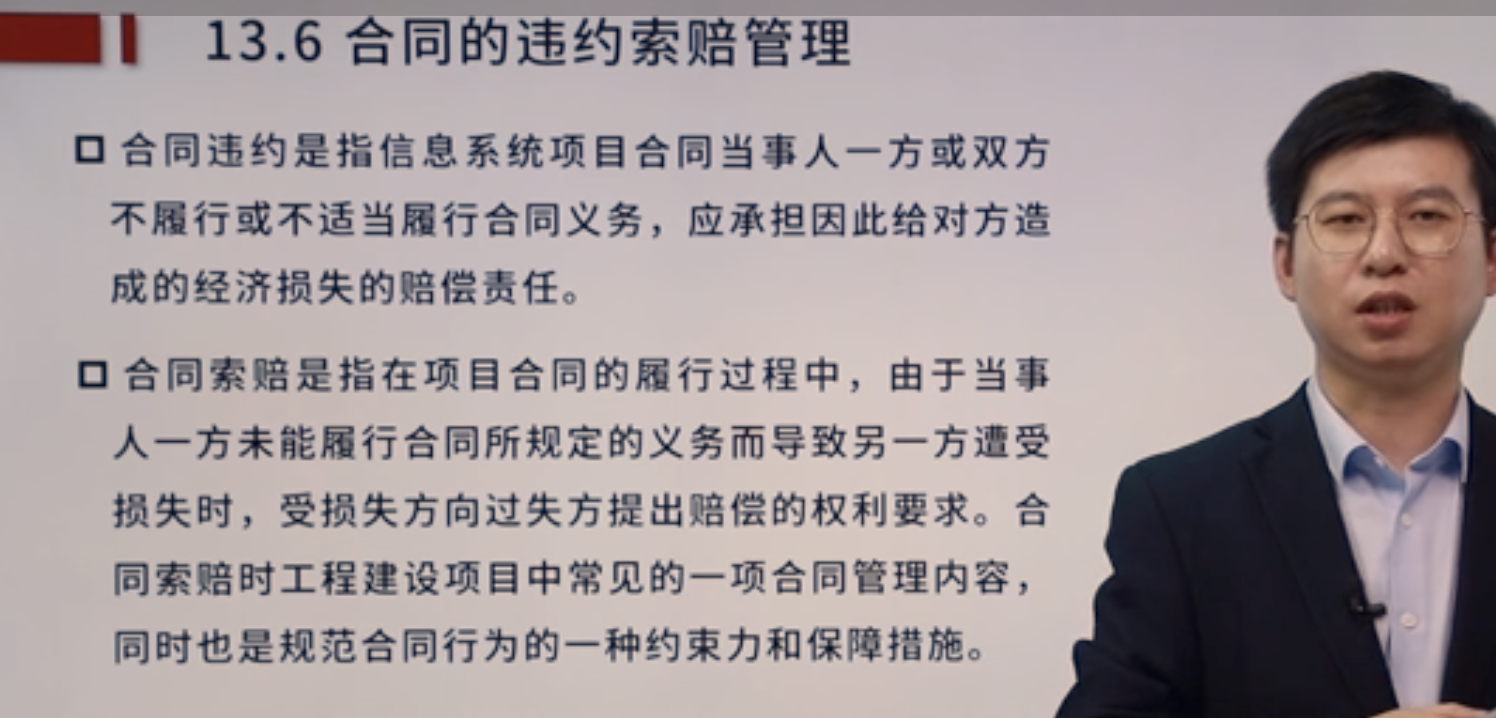 13.6 合同的违约索赔管理
合同违约是指信息系统项目合同当事人一方或双方
不履行或不适当履行合同义务，应承担因此给对方造
成的经济损失的赔偿责任。
合同索赔是指在项目合同的履行过程中，由于当事
人一方未能履行合同所规定的义务而导致另一方遭受
损失时，受损失方向过失方提出赔偿的权利要求。合
同索赔时工程建设项目中常见的一项合同管理内容，
同时也是规范合同行为的一种约束力和保障措施。